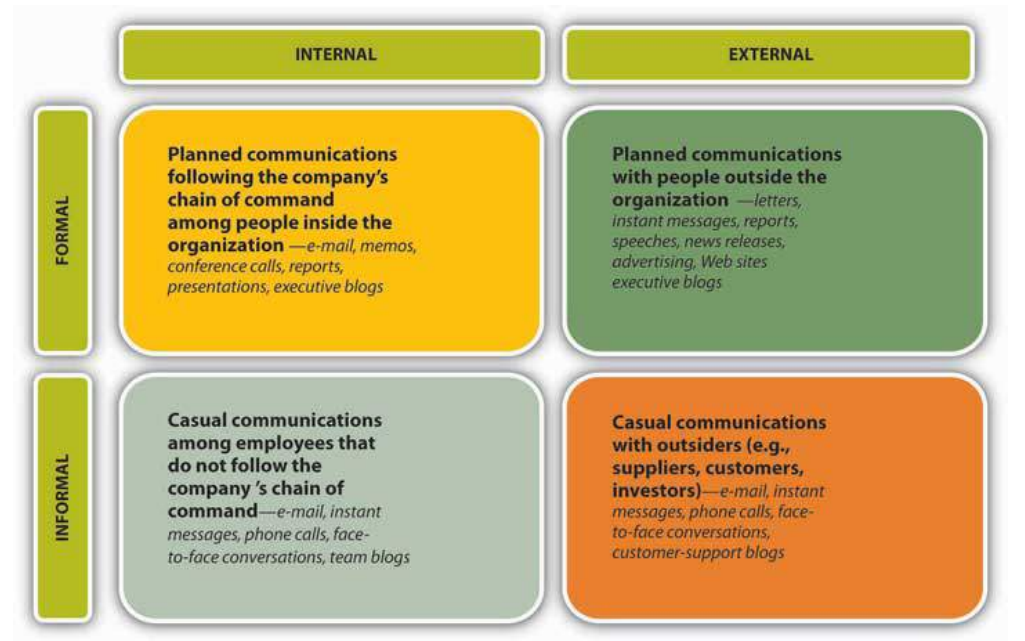 INTERNAL
EXTERNAL
FORMAL
Planned communications
following the company's
chain of command
among people inside the
organization —e-mail, memos,
conference calls, reports,
presentations, executive blogs
Planned communications
with people outside the
organization —letters,
instant messages, reports,
speeches, news releases,
advertising, Web sites
executive blogs
INFORMAL
Casual communications
among employees that
do not follow the
company 's chain of
command—e-mail, instant
messages, phone calls, face-
to-face conversations, team blogs
Casual communications
with outsiders (e.g.,
suppliers, customers,
investors)—e-mail, instant
messages, phone calls, face-
to-face conversations,
customer-support blogs